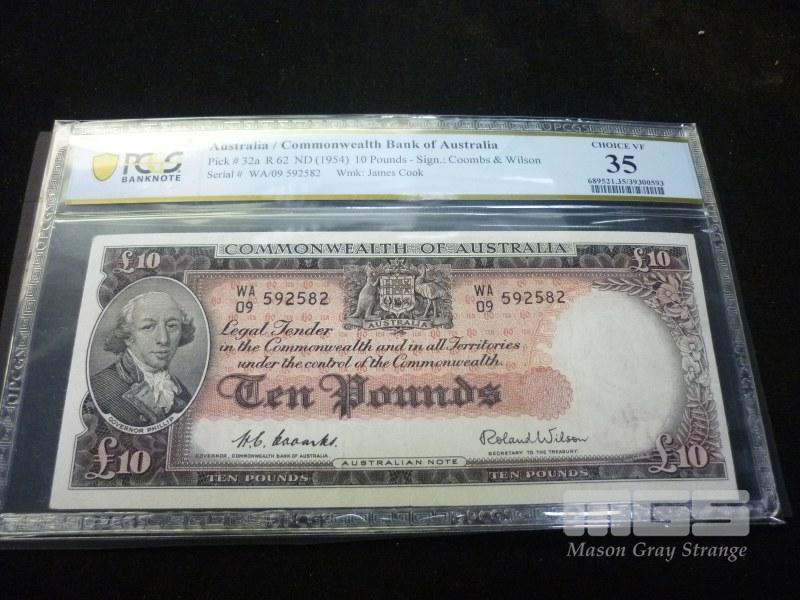 Australia / Commonwealth Bank of Australia
CHOICE VF
PCGS
BANKNOTE
Pick # 32a R 62 ND (1954) 10 Pounds - Sign.: Coombs & Wilson
35
Serial # WA/09 592582 Wmk: James Cook
689521.35/39300593
COMMONWEALTH OF AUSTRALIA
£10
£10
WA
09 592582
WA
09 592582
AUSTRALIA
Legal Tender
in the Commonwealth and in all Territories
under the control of the Commonwealth.
Ten Pounds
GOVERNOR PHILLIP
H.C. Coombs.
Roland Wilson
GOVERNOR, COMMONWEALTH BANK OF AUSTRALIA.
SECRETARY TO THE TREASURY.
£10
AUSTRALIAN NOTE
£10
TEN POUNDS
TEN POUNDS
MGS
Mason Gray Strange